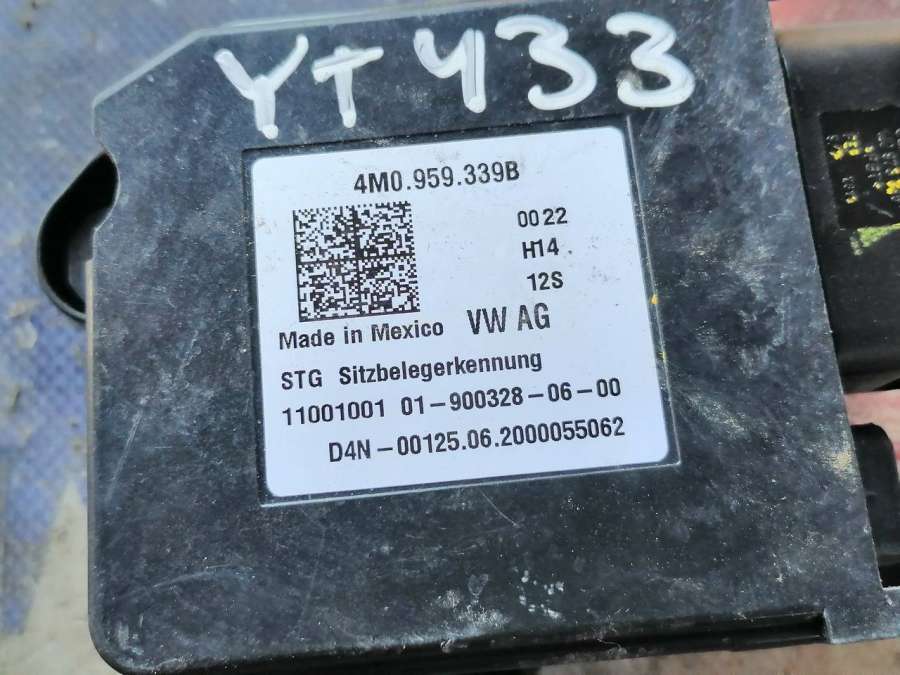 YT433
4M0.959.339B
0022
H14
12S
Made in Mexico VW AG
STG Sitzbelegerkennung
11001001 01-900328-06-00
D4N-00125.06.2000055062